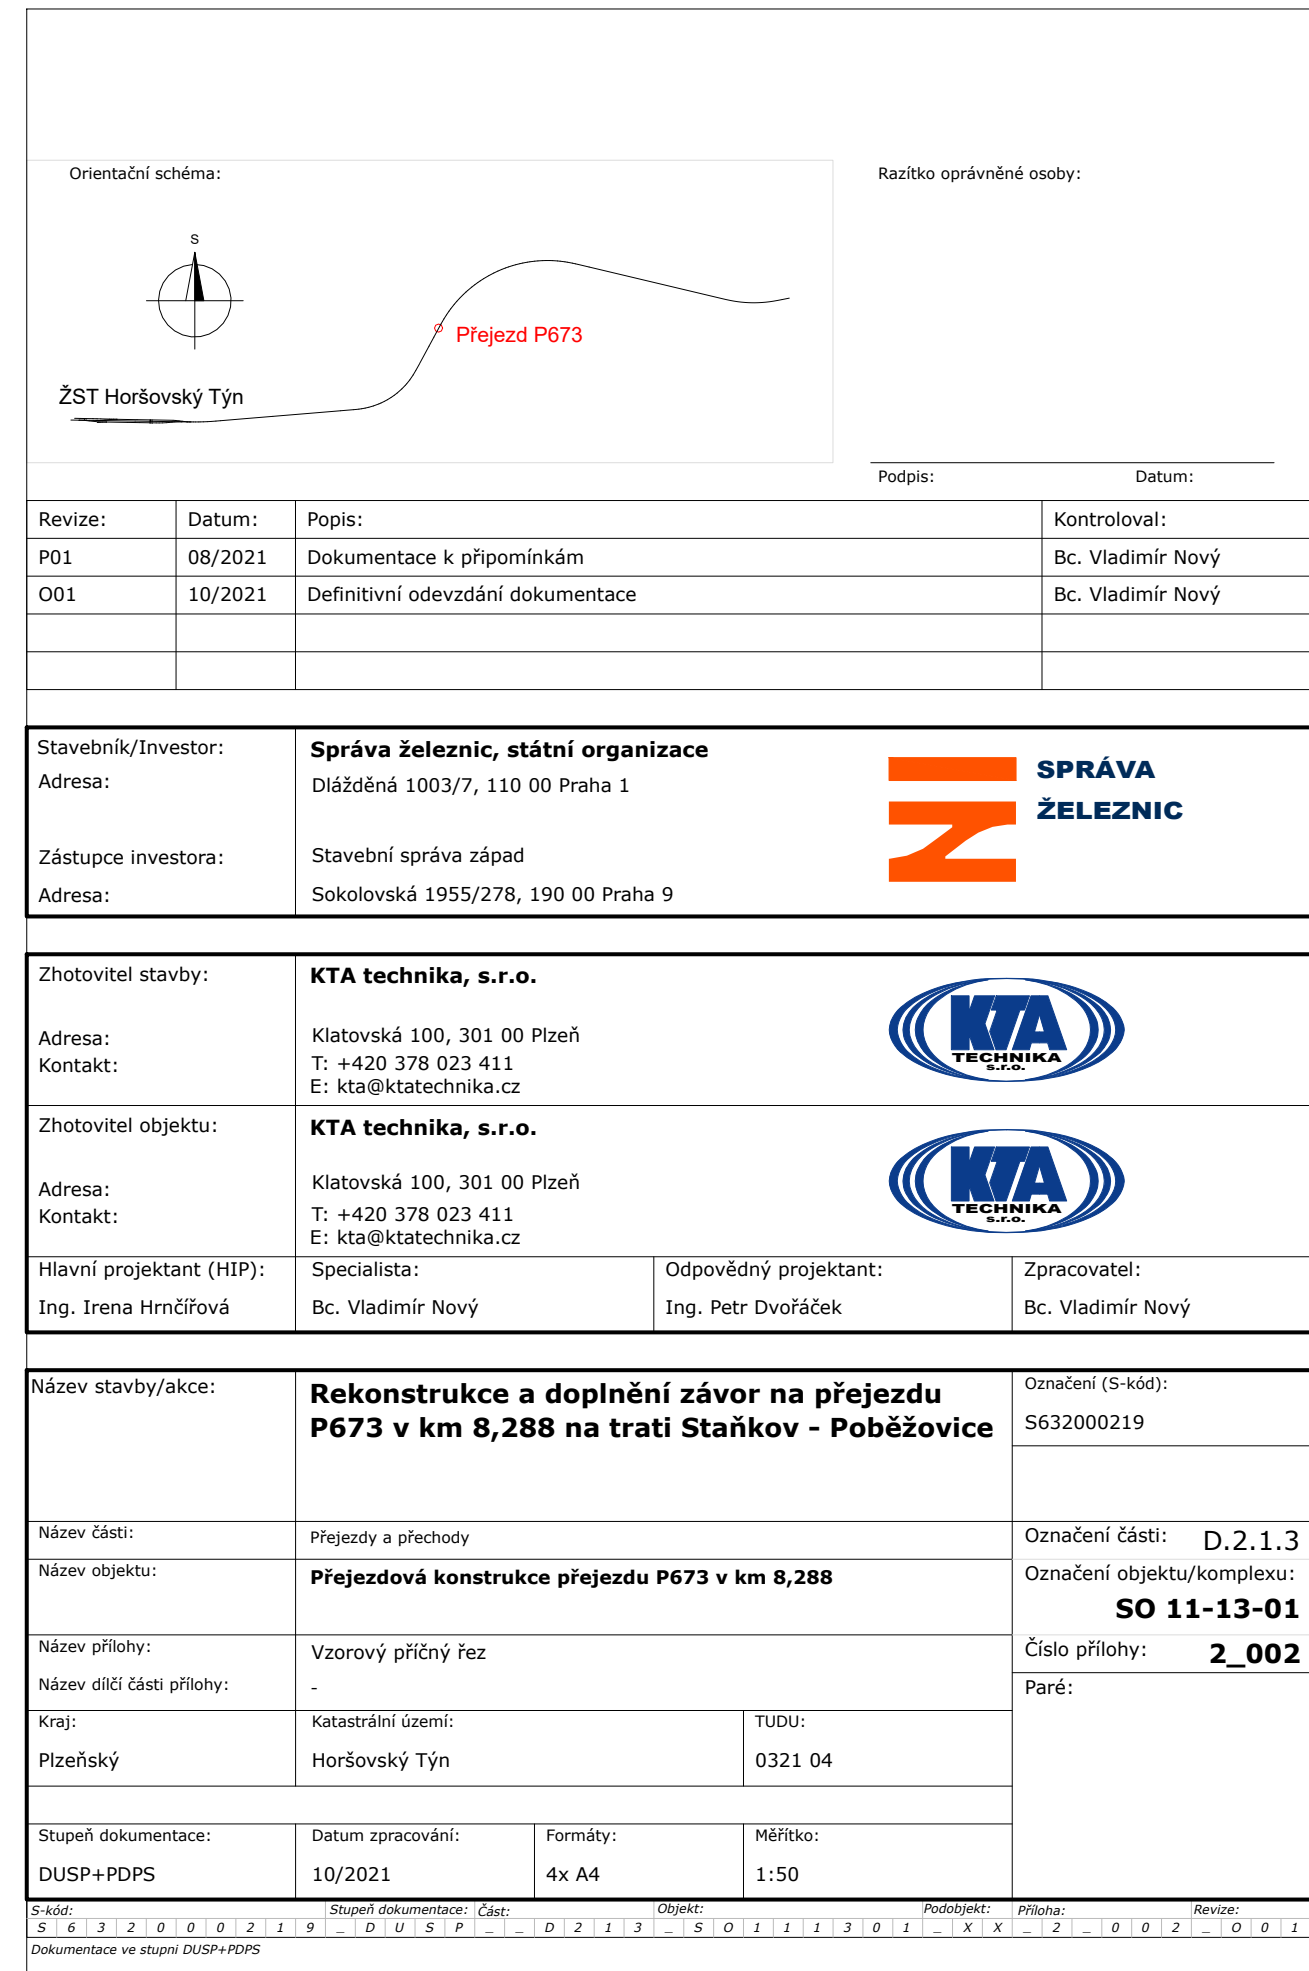 Orientační schéma:
Razítko oprávněné osoby:
S
Přejezd P673
ŽST Horšovský Týn
Podpis: Datum:
Revize: Datum: Popis: Kontroloval:
P01 08/2021 Dokumentace k připomínkám Bc. Vladimír Nový
O01 10/2021 Definitivní odevzdání dokumentace Bc. Vladimír Nový
Stavebník/Investor: Správa železnic, státní organizace
Adresa: Dlážděná 1003/7, 110 00 Praha 1
SPRÁVA
ŽELEZNIC
Zástupce investora: Stavební správa západ
Adresa: Sokolovská 1955/278, 190 00 Praha 9
Zhotovitel stavby: KTA technika, s.r.o.
Adresa: Klatovská 100, 301 00 Plzeň
Kontakt: T: +420 378 023 411
E: kta@ktatechnika.cz
KTA
TECHNIKA
s.r.o.
Zhotovitel objektu: KTA technika, s.r.o.
Adresa: Klatovská 100, 301 00 Plzeň
Kontakt: T: +420 378 023 411
E: kta@ktatechnika.cz
KTA
TECHNIKA
s.r.o.
Hlavní projektant (HIP): Specialista: Odpovědný projektant: Zpracovatel:
Ing. Irena Hrnčířová Bc. Vladimír Nový Ing. Petr Dvořáček Bc. Vladimír Nový
Název stavby/akce: Rekonstrukce a doplnění závor na přejezdu
P673 v km 8,288 na trati Staňkov - Poběžovice
Označení (S-kód):
S632000219
Název části: Přejezdy a přechody Označení části: D.2.1.3
Název objektu: Přejezdová konstrukce přejezdu P673 v km 8,288 Označení objektu/komplexu:
SO 11-13-01
Název přílohy: Vzorový příčný řez Číslo přílohy: 2_002
Název dílčí části přílohy: - Paré:
Kraj: Katastrální území: TUDU:
Plzeňský Horšovský Týn 0321 04
Stupeň dokumentace: Datum zpracování: Formáty: Měřítko:
DUSP+PDPS 10/2021 4x A4 1:50
S-kód: Stupeň dokumentace: Část: Objekt: Podobjekt: Příloha: Revize:
S 6 3 2 0 0 0 2 1 9 _ D U S P _ _ D 2 1 3 _ S O 1 1 1 3 0 1 _ X X _ 2 _ 0 0 2 _ O 0 1
Dokumentace ve stupni DUSP+PDPS